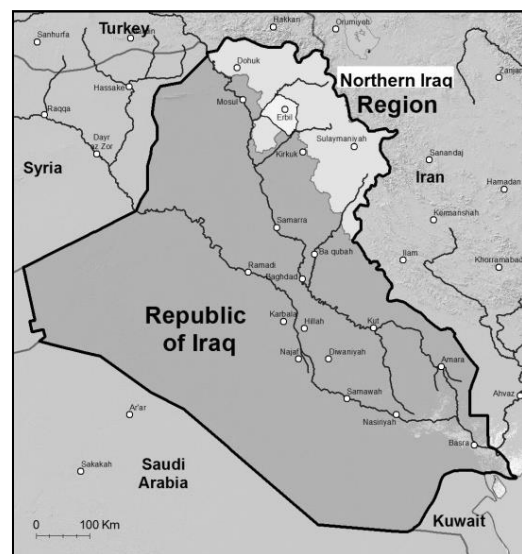 Hakkan
Orumiyeh
Turkey
Sanhurfa
Dohuk
Zanjan
Northern Iraq
Region
Hassake
Mosul
Raqqa
Erbil
Sulaymaniyah
Kirkuk
Dayr
az Zor
Sanandaj
Syria
Iran
Hamadan
Kermanshah
Samarra
Ba qubah
Ilam
Khorramabad
Ramadi
Baghdad
Republic
of Iraq
Karbala
Hillah
Kut
Najaf
Diwaniyah
Amara
Samawah
Ahvaz
Nasiriyah
Ar'ar
Basra
Saudi
Arabia
Sakakah
Kuwait
0 100 Km